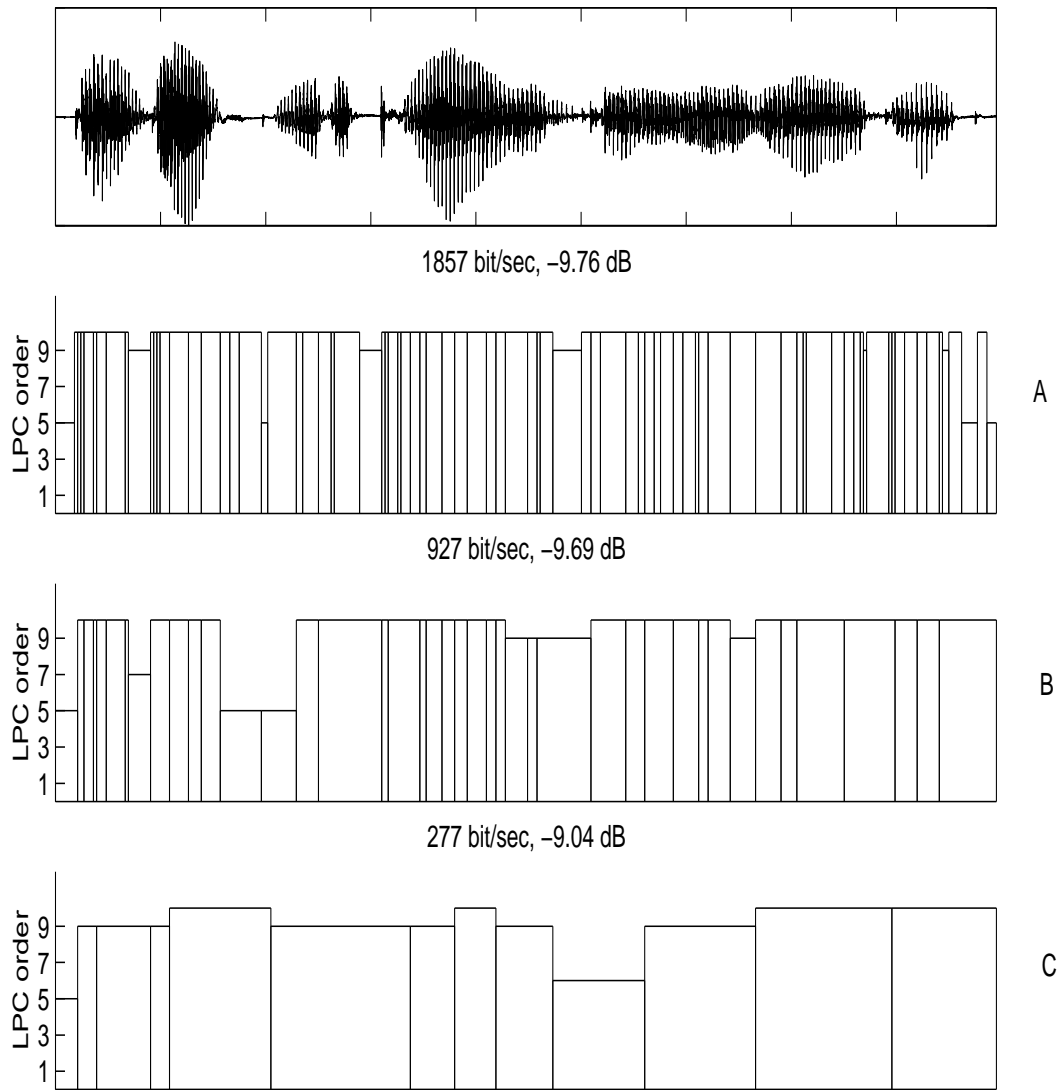 1857 bit/sec, −9.76 dB
LPC order
9
7
5
3
1
A
927 bit/sec, −9.69 dB
LPC order
9
7
5
3
1
B
277 bit/sec, −9.04 dB
LPC order
9
7
5
3
1
C